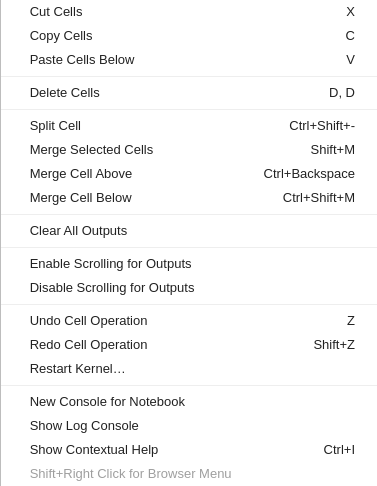 Cut Cells X
Copy Cells C
Paste Cells Below V
Delete Cells D, D
Split Cell Ctrl+Shift+-
Merge Selected Cells Shift+M
Merge Cell Above Ctrl+Backspace
Merge Cell Below Ctrl+Shift+M
Clear All Outputs
Enable Scrolling for Outputs
Disable Scrolling for Outputs
Undo Cell Operation Z
Redo Cell Operation Shift+Z
Restart Kernel…
New Console for Notebook
Show Log Console
Show Contextual Help Ctrl+I
Shift+Right Click for Browser Menu